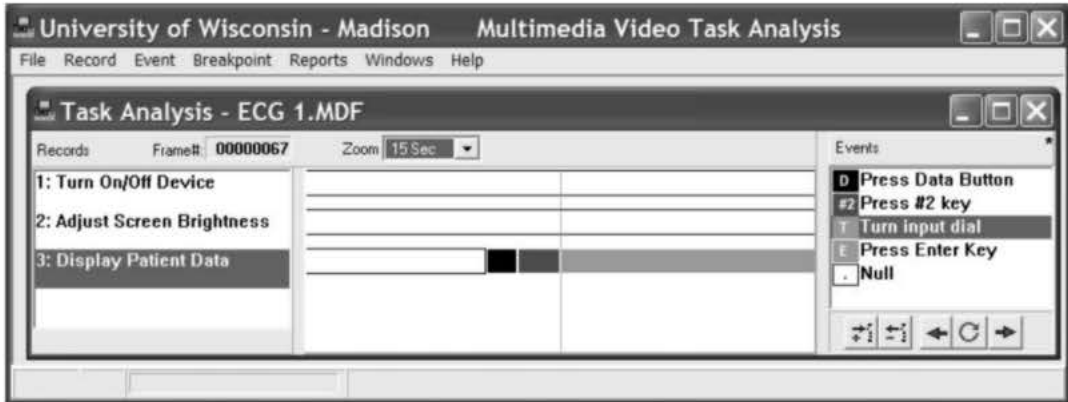 University of Wisconsin - Madison Multimedia Video Task Analysis
File Record Event Breakpoint Reports Windows Help
Task Analysis - ECG 1.MDF
Records Frame#: 00000067 Zoom 15 Sec Events
1: Turn On/Off Device
2: Adjust Screen Brightness
3: Display Patient Data
D Press Data Button
#2 Press #2 key
T Turn input dial
E Press Enter Key
. Null